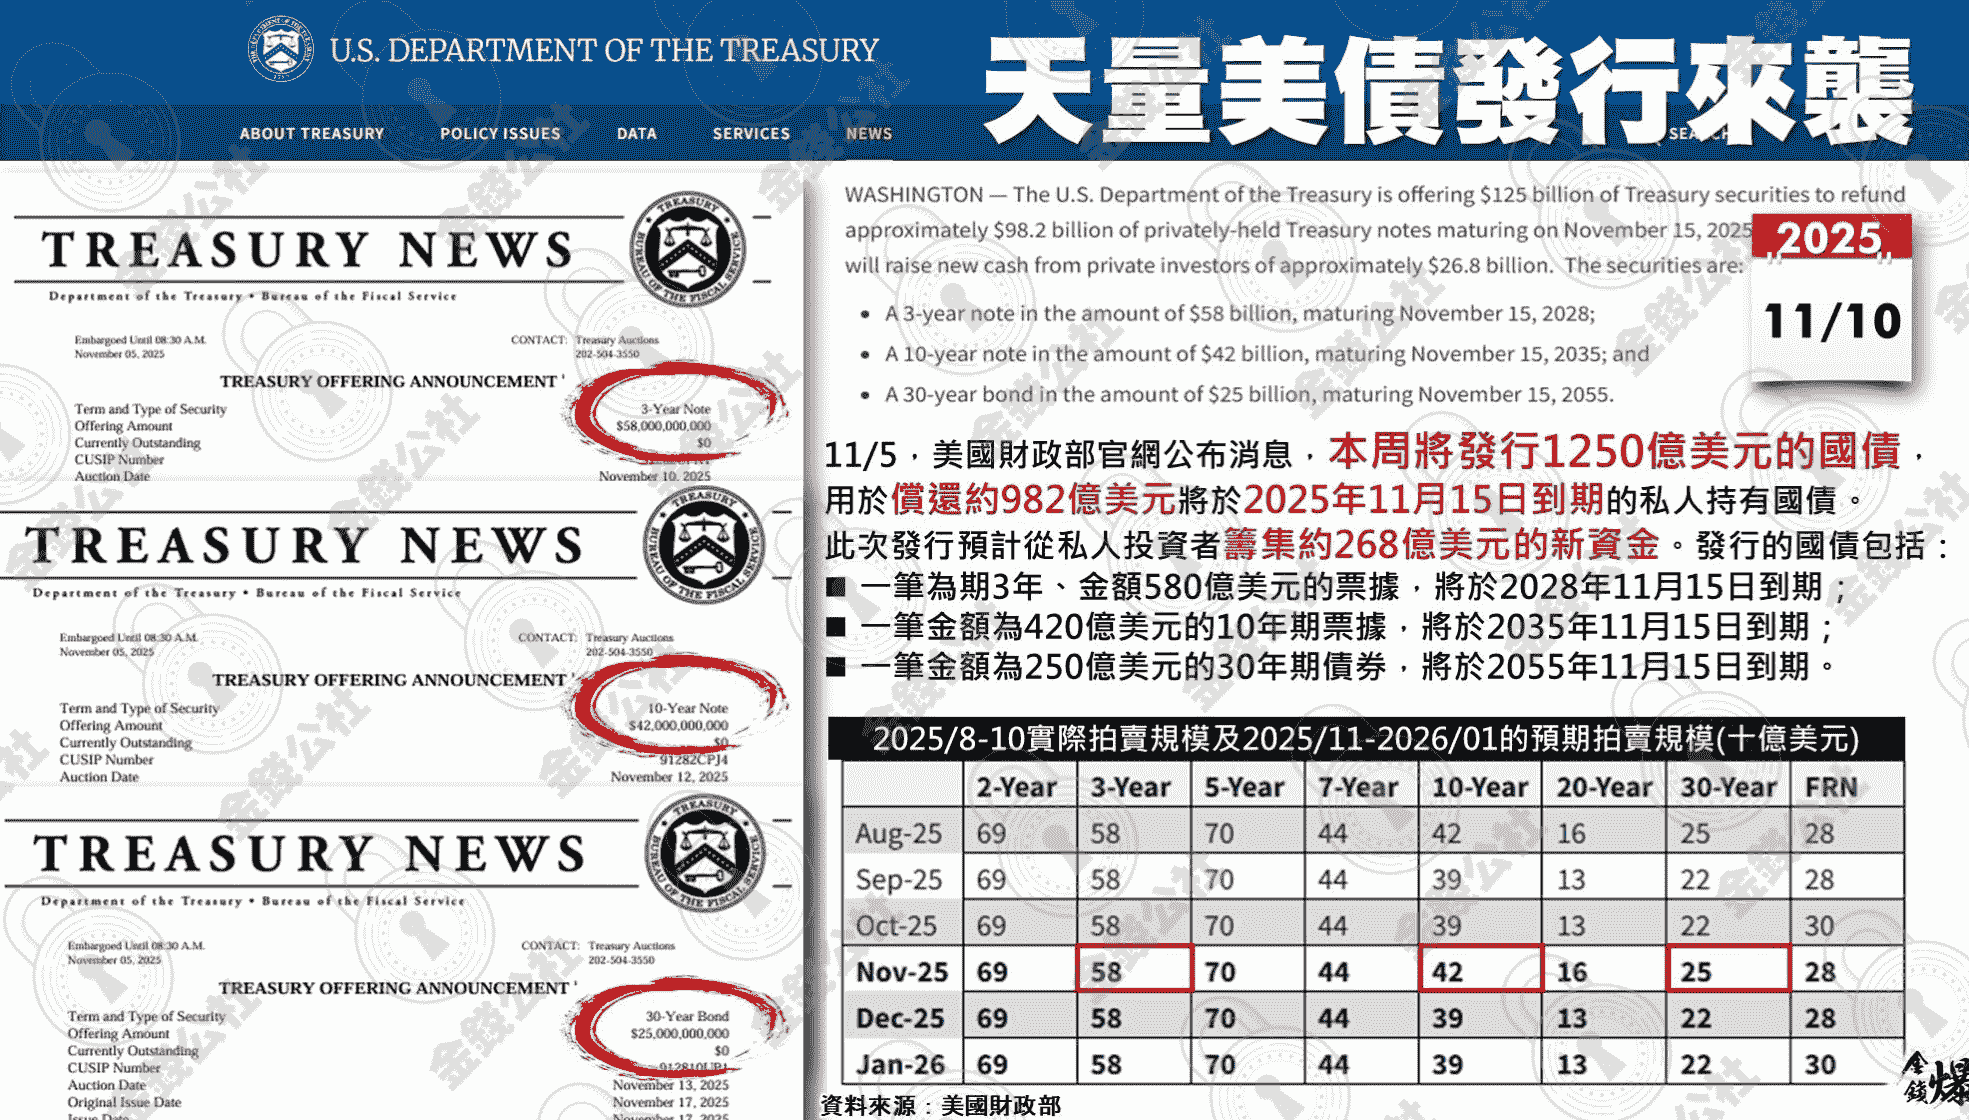 U.S. DEPARTMENT OF THE TREASURY
天量美債發行來襲
ABOUT TREASURY POLICY ISSUES DATA SERVICES NEWS
TREASURY NEWS
Department of the Treasury • Bureau of the Fiscal Service
Embargoed Until 08:30 A.M. CONTACT: Treasury Auctions
November 05, 2025 202-504-3550
TREASURY OFFERING ANNOUNCEMENT ¹
Term and Type of Security 3-Year Note
Offering Amount $58,000,000,000
Currently Outstanding $0
CUSIP Number
Auction Date November 10, 2025
TREASURY NEWS
Department of the Treasury • Bureau of the Fiscal Service
Embargoed Until 08:30 A.M. CONTACT: Treasury Auctions
November 05, 2025 202-504-3550
TREASURY OFFERING ANNOUNCEMENT ¹
Term and Type of Security 10-Year Note
Offering Amount $42,000,000,000
Currently Outstanding $0
CUSIP Number 91282CPJ4
Auction Date November 12, 2025
TREASURY NEWS
Department of the Treasury • Bureau of the Fiscal Service
Embargoed Until 08:30 A.M. CONTACT: Treasury Auctions
November 05, 2025 202-504-3550
TREASURY OFFERING ANNOUNCEMENT ¹
Term and Type of Security 30-Year Bond
Offering Amount $25,000,000,000
Currently Outstanding $0
CUSIP Number
Auction Date November 13, 2025
Original Issue Date November 17, 2025
WASHINGTON — The U.S. Department of the Treasury is offering $125 billion of Treasury securities to refund
approximately $98.2 billion of privately-held Treasury notes maturing on November 15, 2025
will raise new cash from private investors of approximately $26.8 billion. The securities are:
• A 3-year note in the amount of $58 billion, maturing November 15, 2028;
• A 10-year note in the amount of $42 billion, maturing November 15, 2035; and
• A 30-year bond in the amount of $25 billion, maturing November 15, 2055.
2025
11/10
11/5，美國財政部官網公布消息，本周將發行1250億美元的國債，
用於償還約982億美元將於2025年11月15日到期的私人持有國債。
此次發行預計從私人投資者籌集約268億美元的新資金。發行的國債包括：
■ 一筆為期3年、金額580億美元的票據，將於2028年11月15日到期；
■ 一筆金額為420億美元的10年期票據，將於2035年11月15日到期；
■ 一筆金額為250億美元的30年期債券，將於2055年11月15日到期。
2025/8-10實際拍賣規模及2025/11-2026/01的預期拍賣規模(十億美元)
2-Year 3-Year 5-Year 7-Year 10-Year 20-Year 30-Year FRN
Aug-25 69 58 70 44 42 16 25 28
Sep-25 69 58 70 44 39 13 22 28
Oct-25 69 58 70 44 39 13 22 30
Nov-25 69 58 70 44 42 16 25 28
Dec-25 69 58 70 44 39 13 22 28
Jan-26 69 58 70 44 39 13 22 30
資料來源：美國財政部
金錢爆
金錢公社